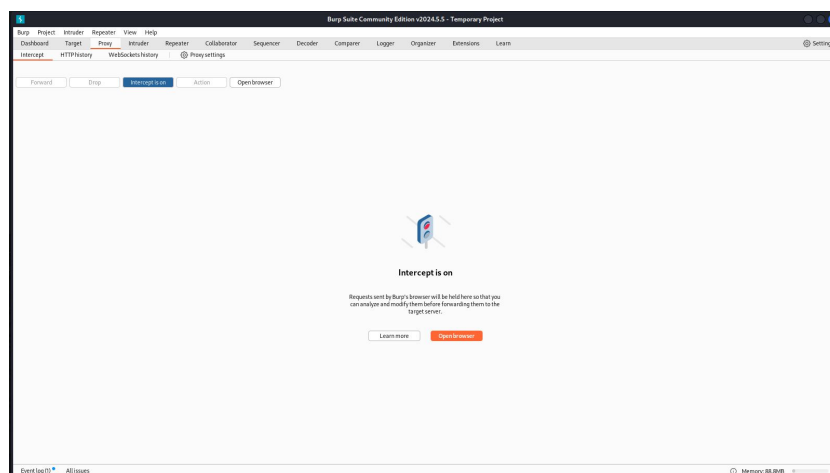 Burp Suite Community Edition v2024.5.5 - Temporary Project
Burp Project Intruder Repeater View Help
Dashboard Target Proxy Intruder Repeater Collaborator Sequencer Decoder Comparer Logger Organizer Extensions Learn Setting
Intercept HTTP history WebSockets history Proxy settings
Forward Drop Intercept is on Action Open browser
Intercept is on
Requests sent by Burp's browser will be held here so that you
can analyze and modify them before forwarding them to the
target server.
Learn more Open browser
Event log (1) All issues Memory: 88.8MB